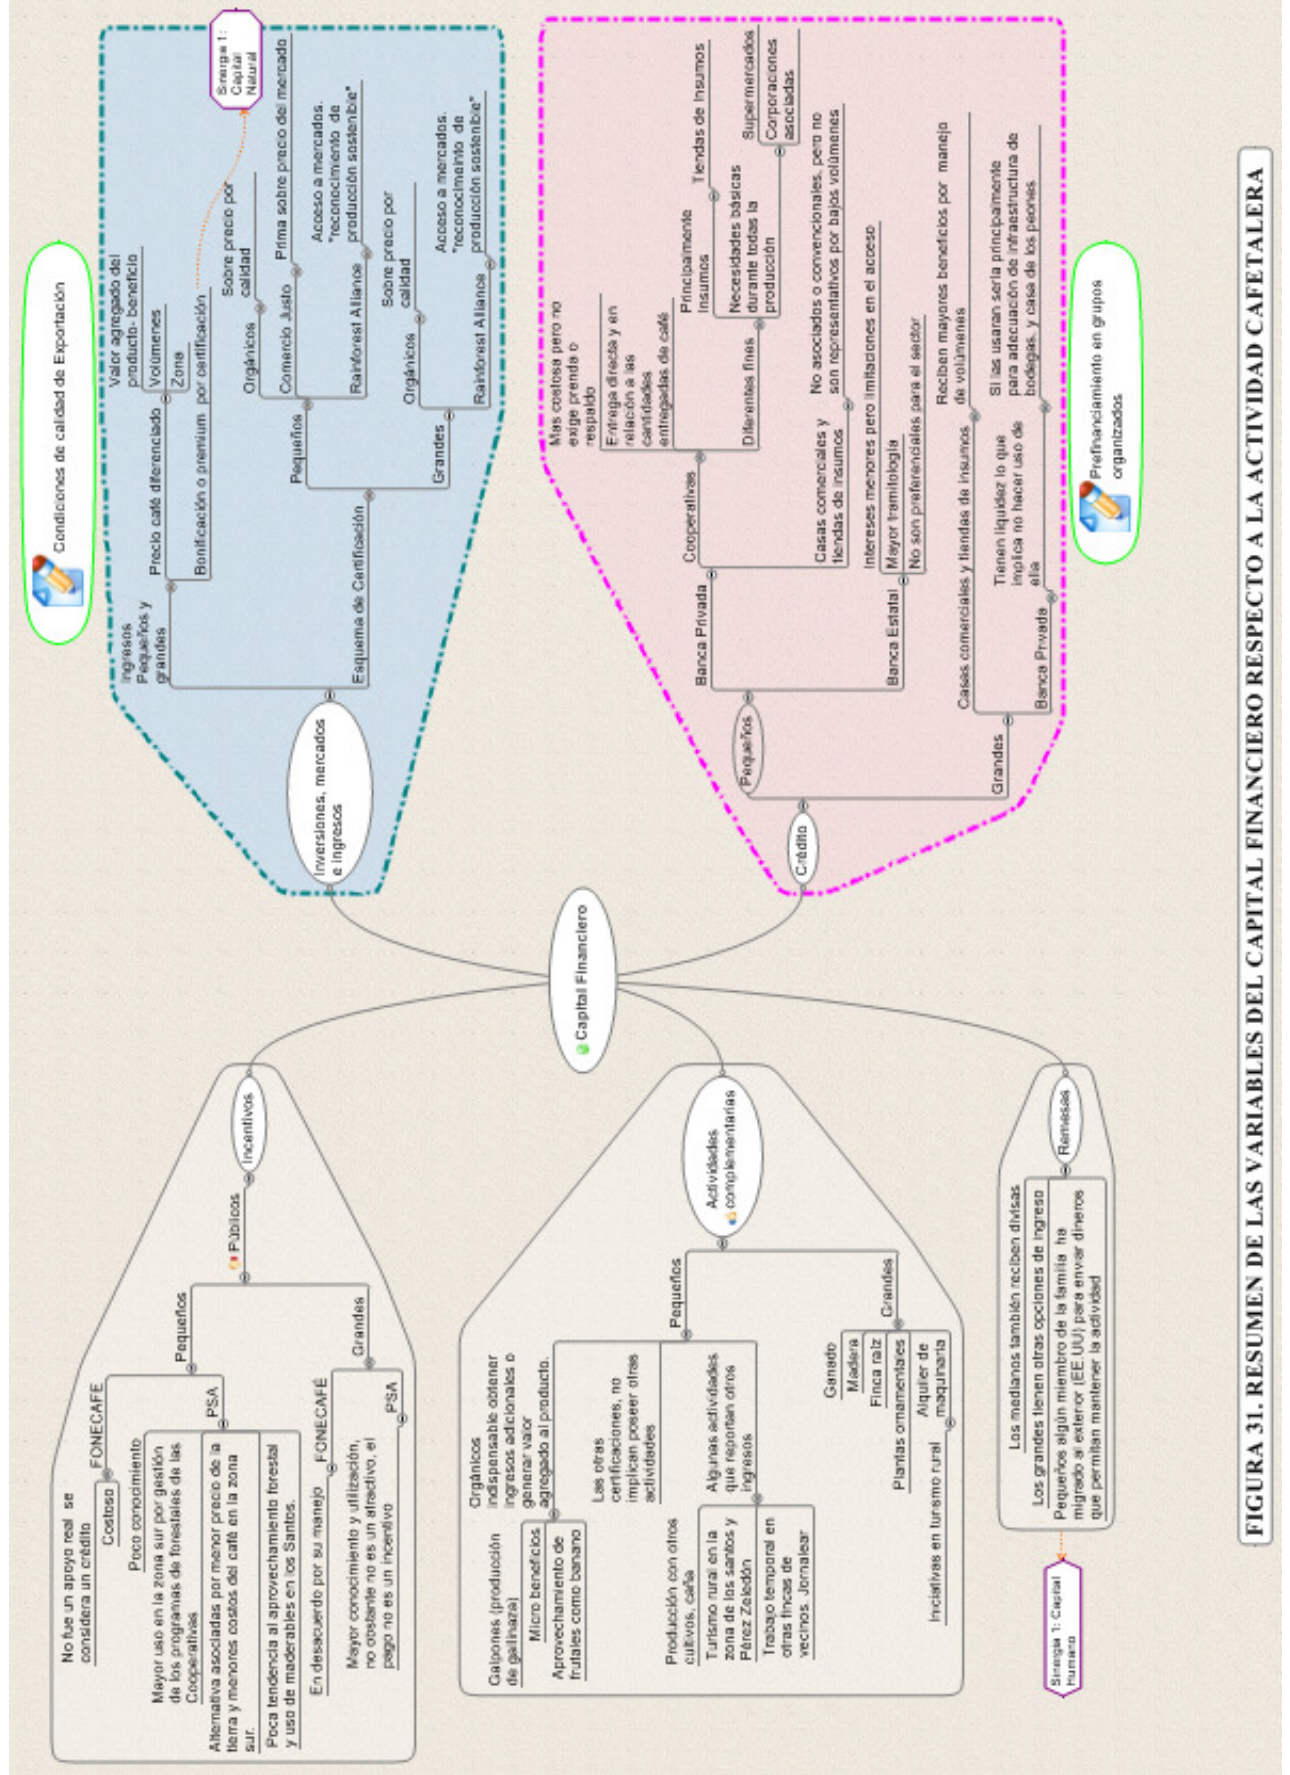 Condiciones de calidad de Exportación
Ingresos
Pequeños y
grandes
Precio café diferenciado
Valor agregado del
producto- beneficio
Volúmenes
Zona
Bonificación o premium por certificación
Sinergia 1:
Capital
Natural
Inversiones, mercados
e ingresos
Esquema de Certificación
Pequeños
Orgánicos
Sobre precio por
calidad
Comercio Justo
Prima sobre precio del mercado
Rainforest Alliance
Acceso a mercados.
"reconocimiento de
producción sostenible"
Grandes
Orgánicos
Sobre precio por
calidad
Rainforest Alliance
Acceso a mercados.
"reconocimeinto de
producción sostenible"
Capital Financiero
Crédito
Pequeños
Banca Privada
Cooperativas
Mas costosa pero no
exige prenda o
respaldo
Entrega directa y en
relación a las
cantidades
entregadas de café
Diferentes fines
Principalmente
Insumos
Tiendas de Insumos
Necesidades básicas
durante todas la
producción
Supermercados
Corporaciones
asociadas
Casas comerciales y
tiendas de insumos
No asociados o convencionales, pero no
son representativos por bajos volúmenes
Banca Estatal
Intereses menores pero limitaciones en el acceso
Mayor tramitología
No son preferenciales para el sector
Grandes
Casas comerciales y tiendas de insumos
Reciben mayores beneficios por manejo
de volúmenes
Banca Privada
Tienen liquidez lo que
implica no hacer uso de
ella
Si las usaran seria principalmente
para adecuación de infraestructura de
bodegas, y casa de los peones
Prefinanciamiento en grupos
organizados
Incentivos
Públicos
Pequeños
FONECAFE
No fue un apoyo real se
considera un crédito
Costoso
Poco conocimiento
PSA
Mayor uso en la zona sur por gestión
de los programas de forestales de las
Cooperativas
Alternativa asociadas por menor precio de la
tierra y menores costos del café en la zona
sur.
Poca tendencia al aprovechamiento forestal
y uso de maderables en los Santos.
Grandes
FONECAFÉ
En desacuerdo por su manejo
PSA
Mayor conocimiento y utilización,
no obstante no es un atractivo, el
pago no es un incentivo
Actividades
complementarias
Pequeños
Orgánicos
indispensable obtener
ingresos adicionales o
generar valor
agregado al producto.
Galpones (producción
de gallinaza)
Micro beneficios
Aprovechamiento de
frutales como banano
Las otras
certificaciones, no
implican poseer otras
actividades
Algunas actividades
que reportan otros
ingresos
Producción con otros
cultivos, caña
Turismo rural en la
zona de los santos y
Pérez Zeledón
Trabajo temporal en
otras fincas de
vecinos. Jornalear
Grandes
Ganado
Madera
Finca raíz
Plantas ornamentales
Alquiler de
maquinaria
Iniciativas en turismo rural
Remesas
Los medianos también reciben divisas
Los grandes tienen otras opciones de ingreso
Pequeños algún miembro de la familia ha
migrado al exterior (EE.UU) para enviar dineros
que permitan mantener la actividad
Sinergia 1: Capital
Humano
FIGURA 31. RESUMEN DE LAS VARIABLES DEL CAPITAL FINANCIERO RESPECTO A LA ACTIVIDAD CAFETALERA